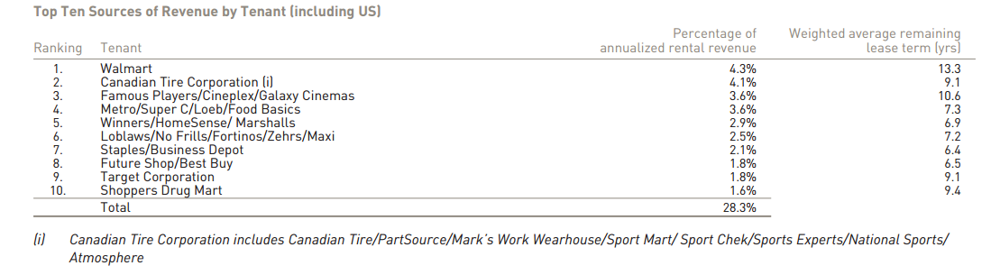 Top Ten Sources of Revenue by Tenant (including US)
Percentage of Weighted average remaining
Ranking Tenant annualized rental revenue lease term (yrs)
1. Walmart 4.3% 13.3
2. Canadian Tire Corporation (i) 4.1% 9.1
3. Famous Players/Cineplex/Galaxy Cinemas 3.6% 10.6
4. Metro/Super C/Loeb/Food Basics 3.6% 7.3
5. Winners/HomeSense/ Marshalls 2.9% 6.9
6. Loblaws/No Frills/Fortinos/Zehrs/Maxi 2.5% 7.2
7. Staples/Business Depot 2.1% 6.4
8. Future Shop/Best Buy 1.8% 6.5
9. Target Corporation 1.8% 9.1
10. Shoppers Drug Mart 1.6% 9.4
Total 28.3%
(i) Canadian Tire Corporation includes Canadian Tire/PartSource/Mark's Work Wearhouse/Sport Mart/ Sport Chek/Sports Experts/National Sports/
Atmosphere